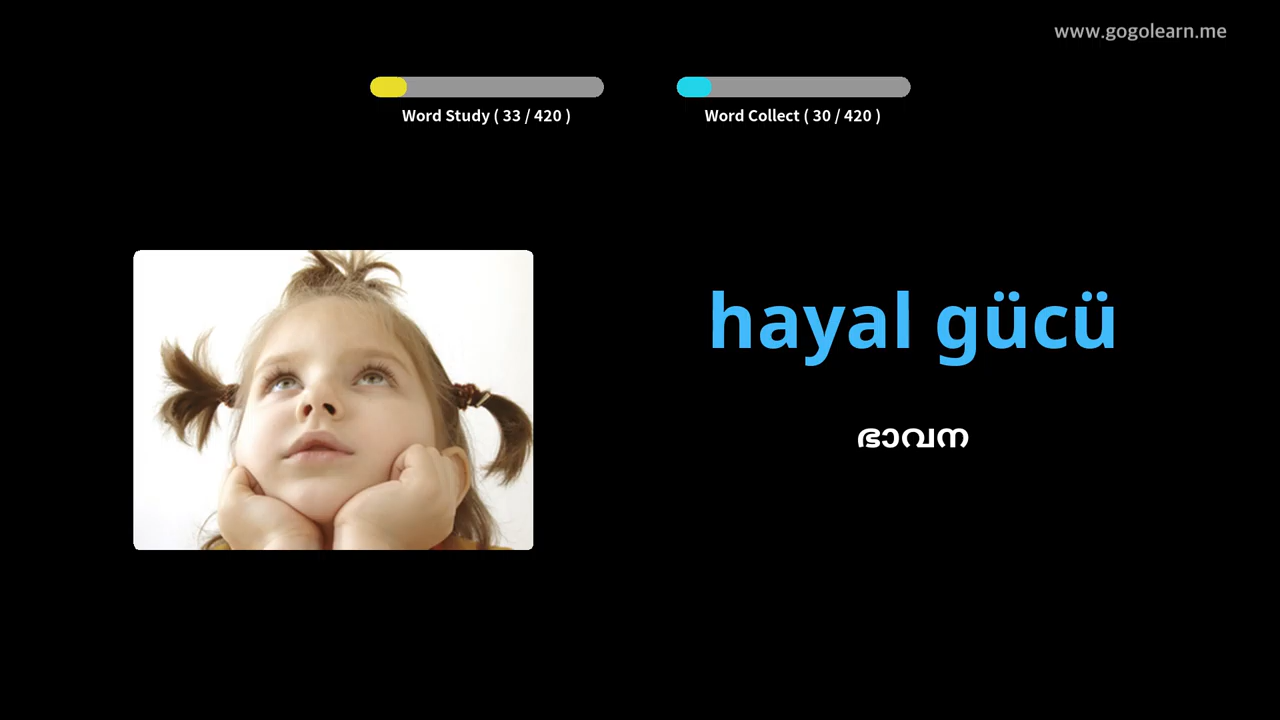 www.gogolearn.me
Word Study ( 33 / 420 )
Word Collect ( 30 / 420 )
hayal gücü
ഭാവന